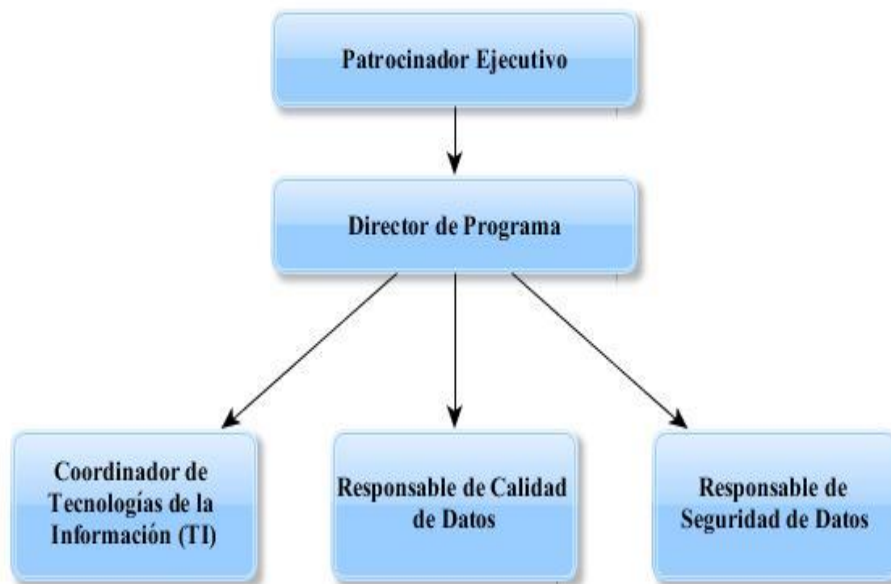 Patrocinador Ejecutivo
Director de Programa
Coordinador de
Tecnologías de la
Información (TI)
Responsable de Calidad
de Datos
Responsable de
Seguridad de Datos